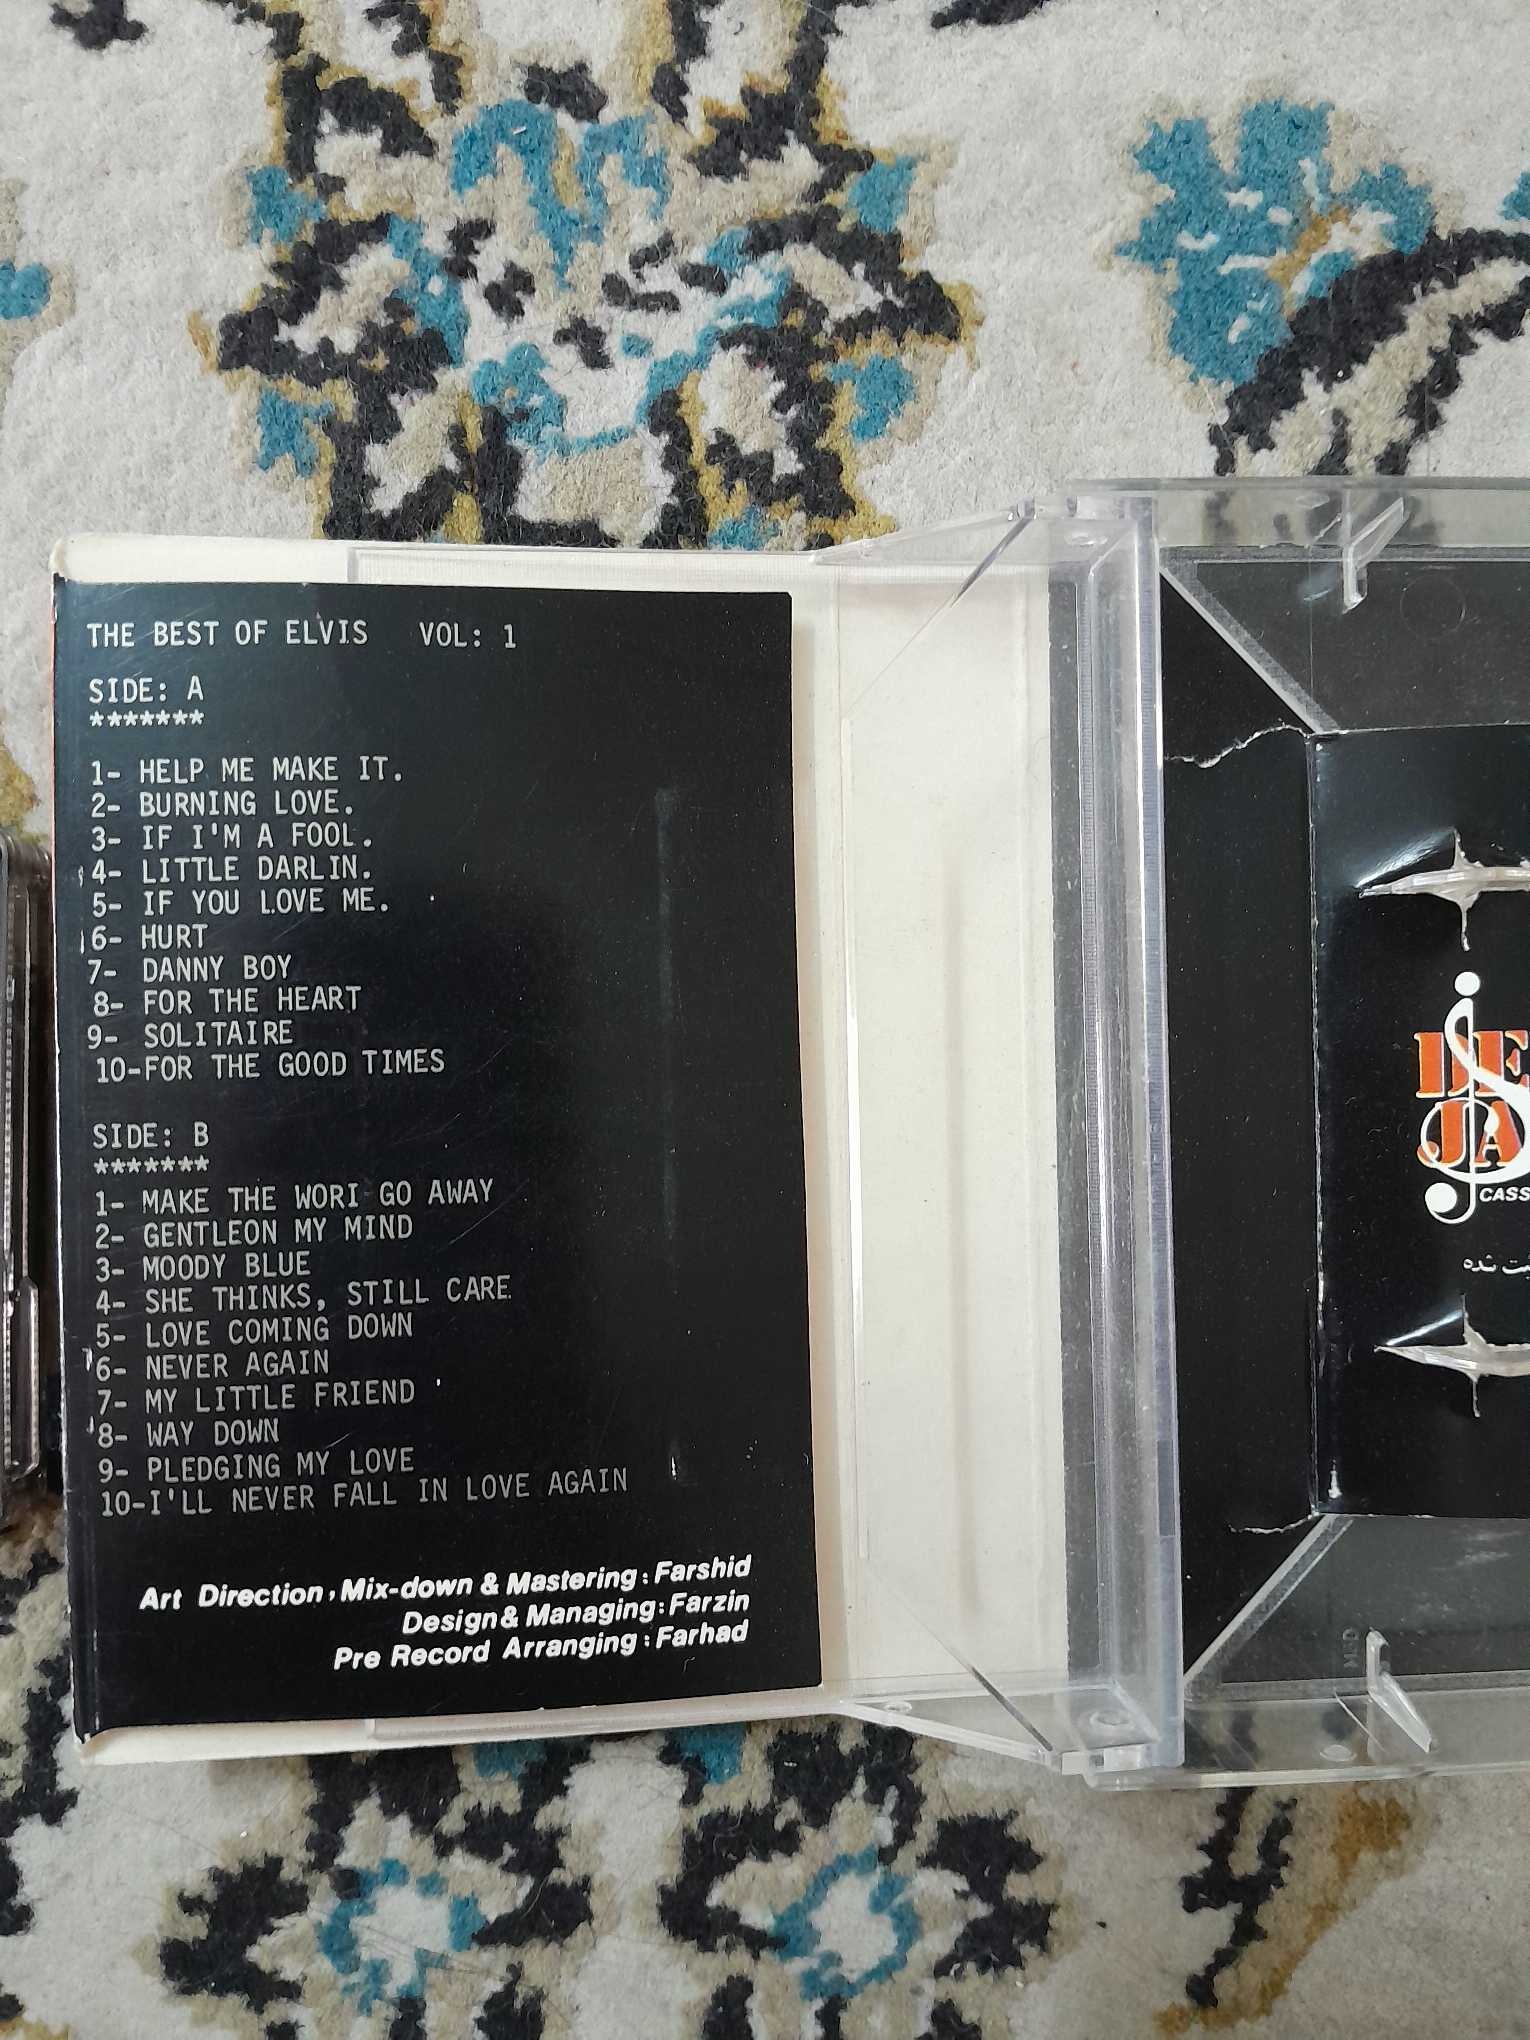 THE BEST OF ELVIS VOL: 1
SIDE: A
*******
1- HELP ME MAKE IT.
2- BURNING LOVE.
3- IF I'M A FOOL.
4- LITTLE DARLIN.
5- IF YOU LOVE ME.
6- HURT
7- DANNY BOY
8- FOR THE HEART
9- SOLITAIRE
10-FOR THE GOOD TIMES
SIDE: B
*******
1- MAKE THE WORI GO AWAY
2- GENTLEON MY MIND
3- MOODY BLUE
4- SHE THINKS, STILL CARE
5- LOVE COMING DOWN
6- NEVER AGAIN
7- MY LITTLE FRIEND
8- WAY DOWN
9- PLEDGING MY LOVE
10-I'LL NEVER FALL IN LOVE AGAIN
Art Direction, Mix-down & Mastering: Farshid
Design & Managing: Farzin
Pre Record Arranging: Farhad
DE
JA
CASS
شده